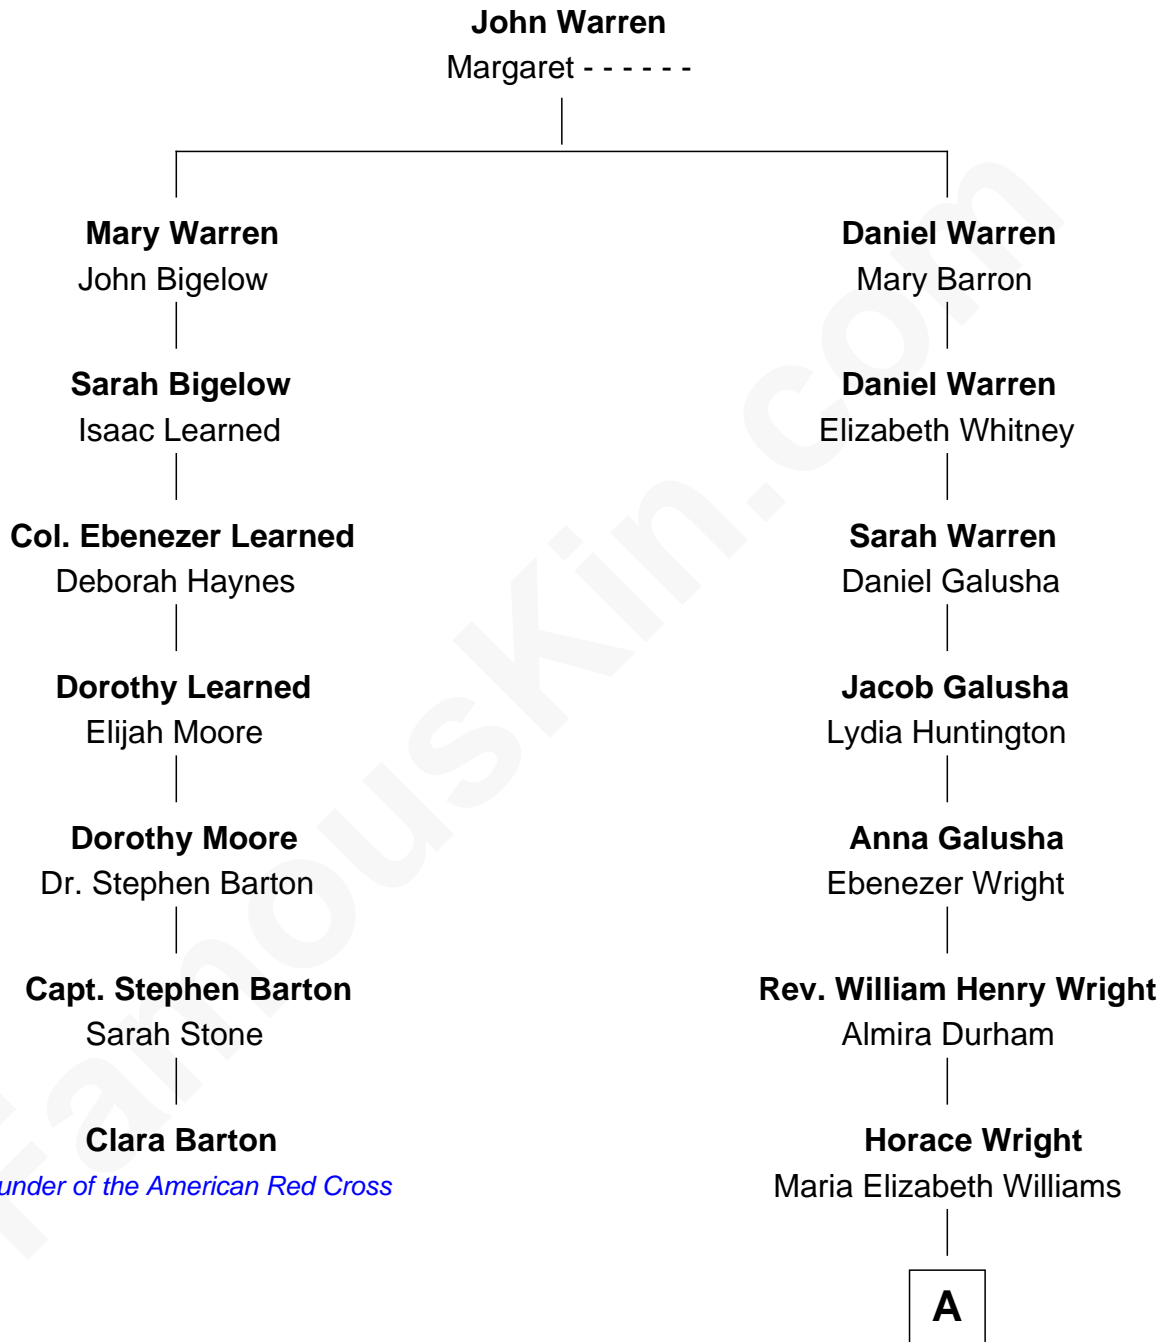 John Warren
Margaret - - - - - -
Mary Warren
John Bigelow
Daniel Warren
Mary Barron
Sarah Bigelow
Isaac Learned
Daniel Warren
Elizabeth Whitney
Col. Ebenezer Learned
Deborah Haynes
Sarah Warren
Daniel Galusha
Dorothy Learned
Elijah Moore
Jacob Galusha
Lydia Huntington
Dorothy Moore
Dr. Stephen Barton
Anna Galusha
Ebenezer Wright
Capt. Stephen Barton
Sarah Stone
Rev. William Henry Wright
Almira Durham
Clara Barton
under of the American Red Cross
Horace Wright
Maria Elizabeth Williams
A
FamousKin.com